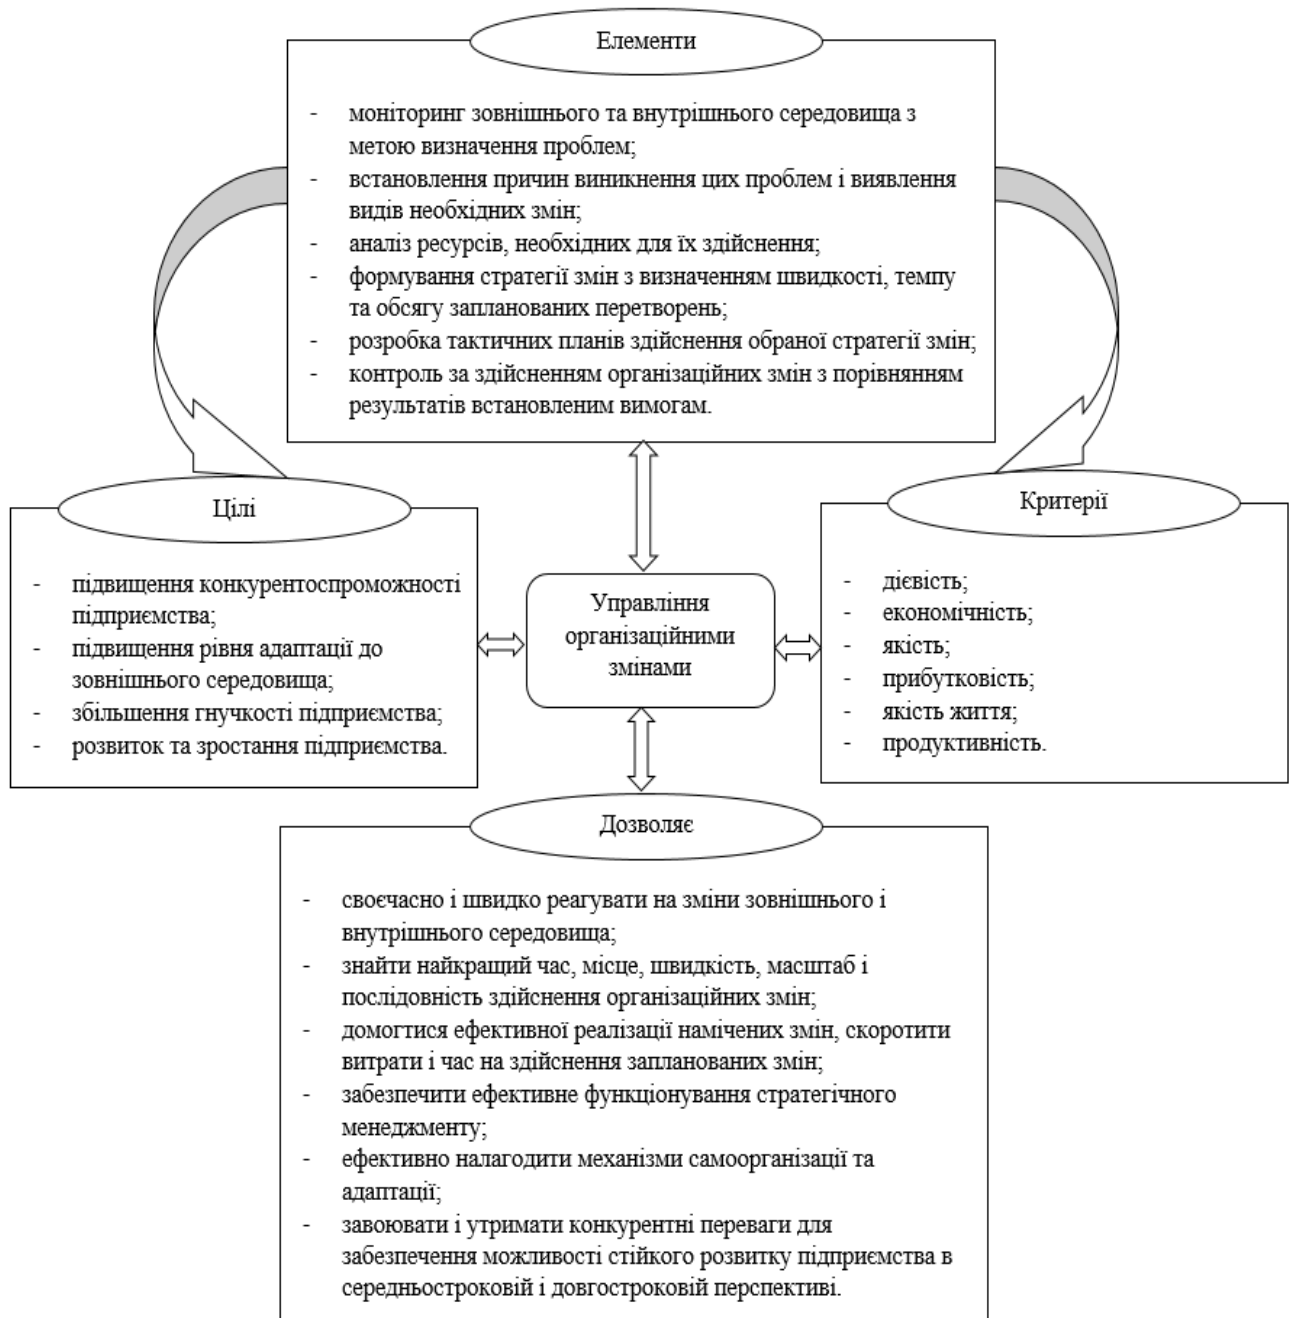 Елементи
- моніторинг зовнішнього та внутрішнього середовища з
метою визначення проблем;
- встановлення причин виникнення цих проблем і виявлення
видів необхідних змін;
- аналіз ресурсів, необхідних для їх здійснення;
- формування стратегії змін з визначенням швидкості, темпу
та обсягу запланованих перетворень;
- розробка тактичних планів здійснення обраної стратегії змін;
- контроль за здійсненням організаційних змін з порівнянням
результатів встановленим вимогам.
Цілі
- підвищення конкурентоспроможності
підприємства;
- підвищення рівня адаптації до
зовнішнього середовища;
- збільшення гнучкості підприємства;
- розвиток та зростання підприємства.
Управління
організаційними
змінами
Критерії
- дієвість;
- економічність;
- якість;
- прибутковість;
- якість життя;
- продуктивність.
Дозволяє
- своєчасно і швидко реагувати на зміни зовнішнього і
внутрішнього середовища;
- знайти найкращий час, місце, швидкість, масштаб і
послідовність здійснення організаційних змін;
- домогтися ефективної реалізації намічених змін, скоротити
витрати і час на здійснення запланованих змін;
- забезпечити ефективне функціонування стратегічного
менеджменту;
- ефективно налагодити механізми самоорганізації та
адаптації;
- завоювати і утримати конкурентні переваги для
забезпечення можливості стійкого розвитку підприємства в
середньостроковій і довгостроковій перспективі.